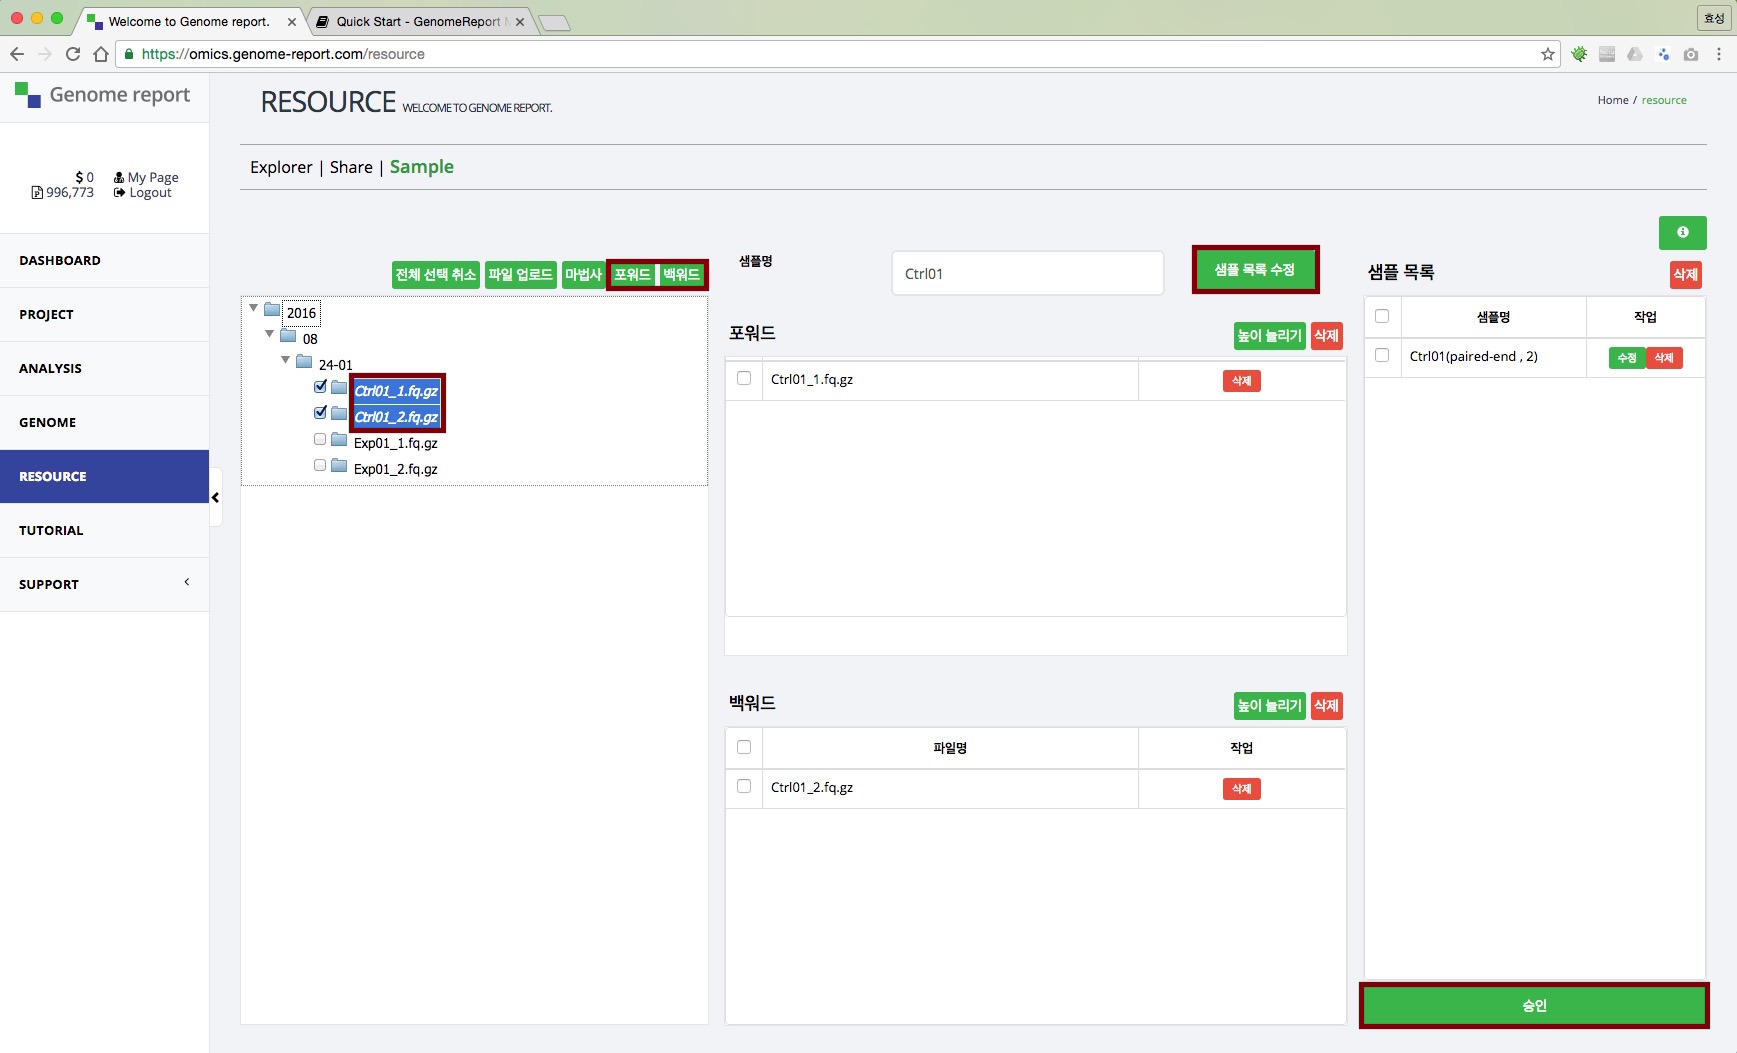 Welcome to Genome report.
Quick Start - GenomeReport
효성
https://omics.genome-report.com/resource
Genome report
RESOURCE WELCOME TO GENOME REPORT.
Home / resource
Explorer | Share | Sample
$ 0 My Page
996,773 Logout
DASHBOARD
PROJECT
ANALYSIS
GENOME
RESOURCE
TUTORIAL
SUPPORT
전체 선택 취소 파일 업로드 마법사 포워드 백워드
2016
08
24-01
Ctrl01_1.fq.gz
Ctrl01_2.fq.gz
Exp01_1.fq.gz
Exp01_2.fq.gz
샘플명 Ctrl01 샘플 목록 수정
포워드 높이 늘리기 삭제
Ctrl01_1.fq.gz 삭제
백워드 높이 늘리기 삭제
파일명 작업
Ctrl01_2.fq.gz 삭제
샘플 목록 삭제
샘플명 작업
Ctrl01(paired-end , 2) 수정 삭제
승인